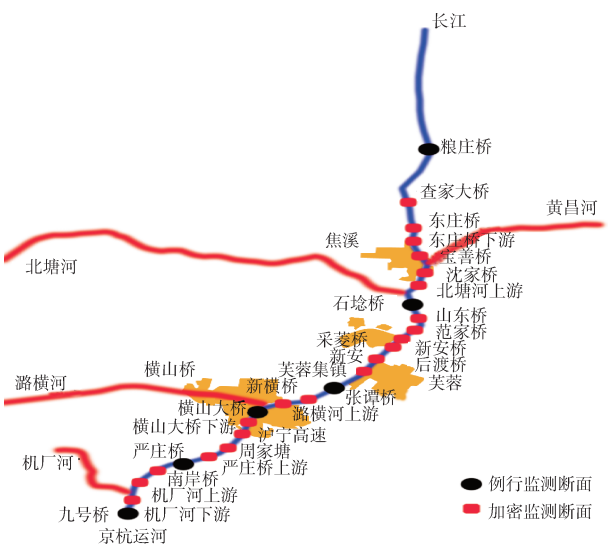 长江
粮庄桥
查家大桥
黄昌河
东庄桥
焦溪
东庄桥下游
宝善桥
北塘河
沈家桥
北塘河上游
石埝桥
山东桥
范家桥
采菱桥
新安桥
新安
后渡桥
横山桥
芙蓉集镇
芙蓉
潞横河
新横桥
张谭桥
横山大桥
潞横河上游
横山大桥下游
沪宁高速
严庄桥
周家塘
机厂河
严庄桥上游
南岸桥
例行监测断面
机厂河上游
九号桥
机厂河下游
加密监测断面
京杭运河